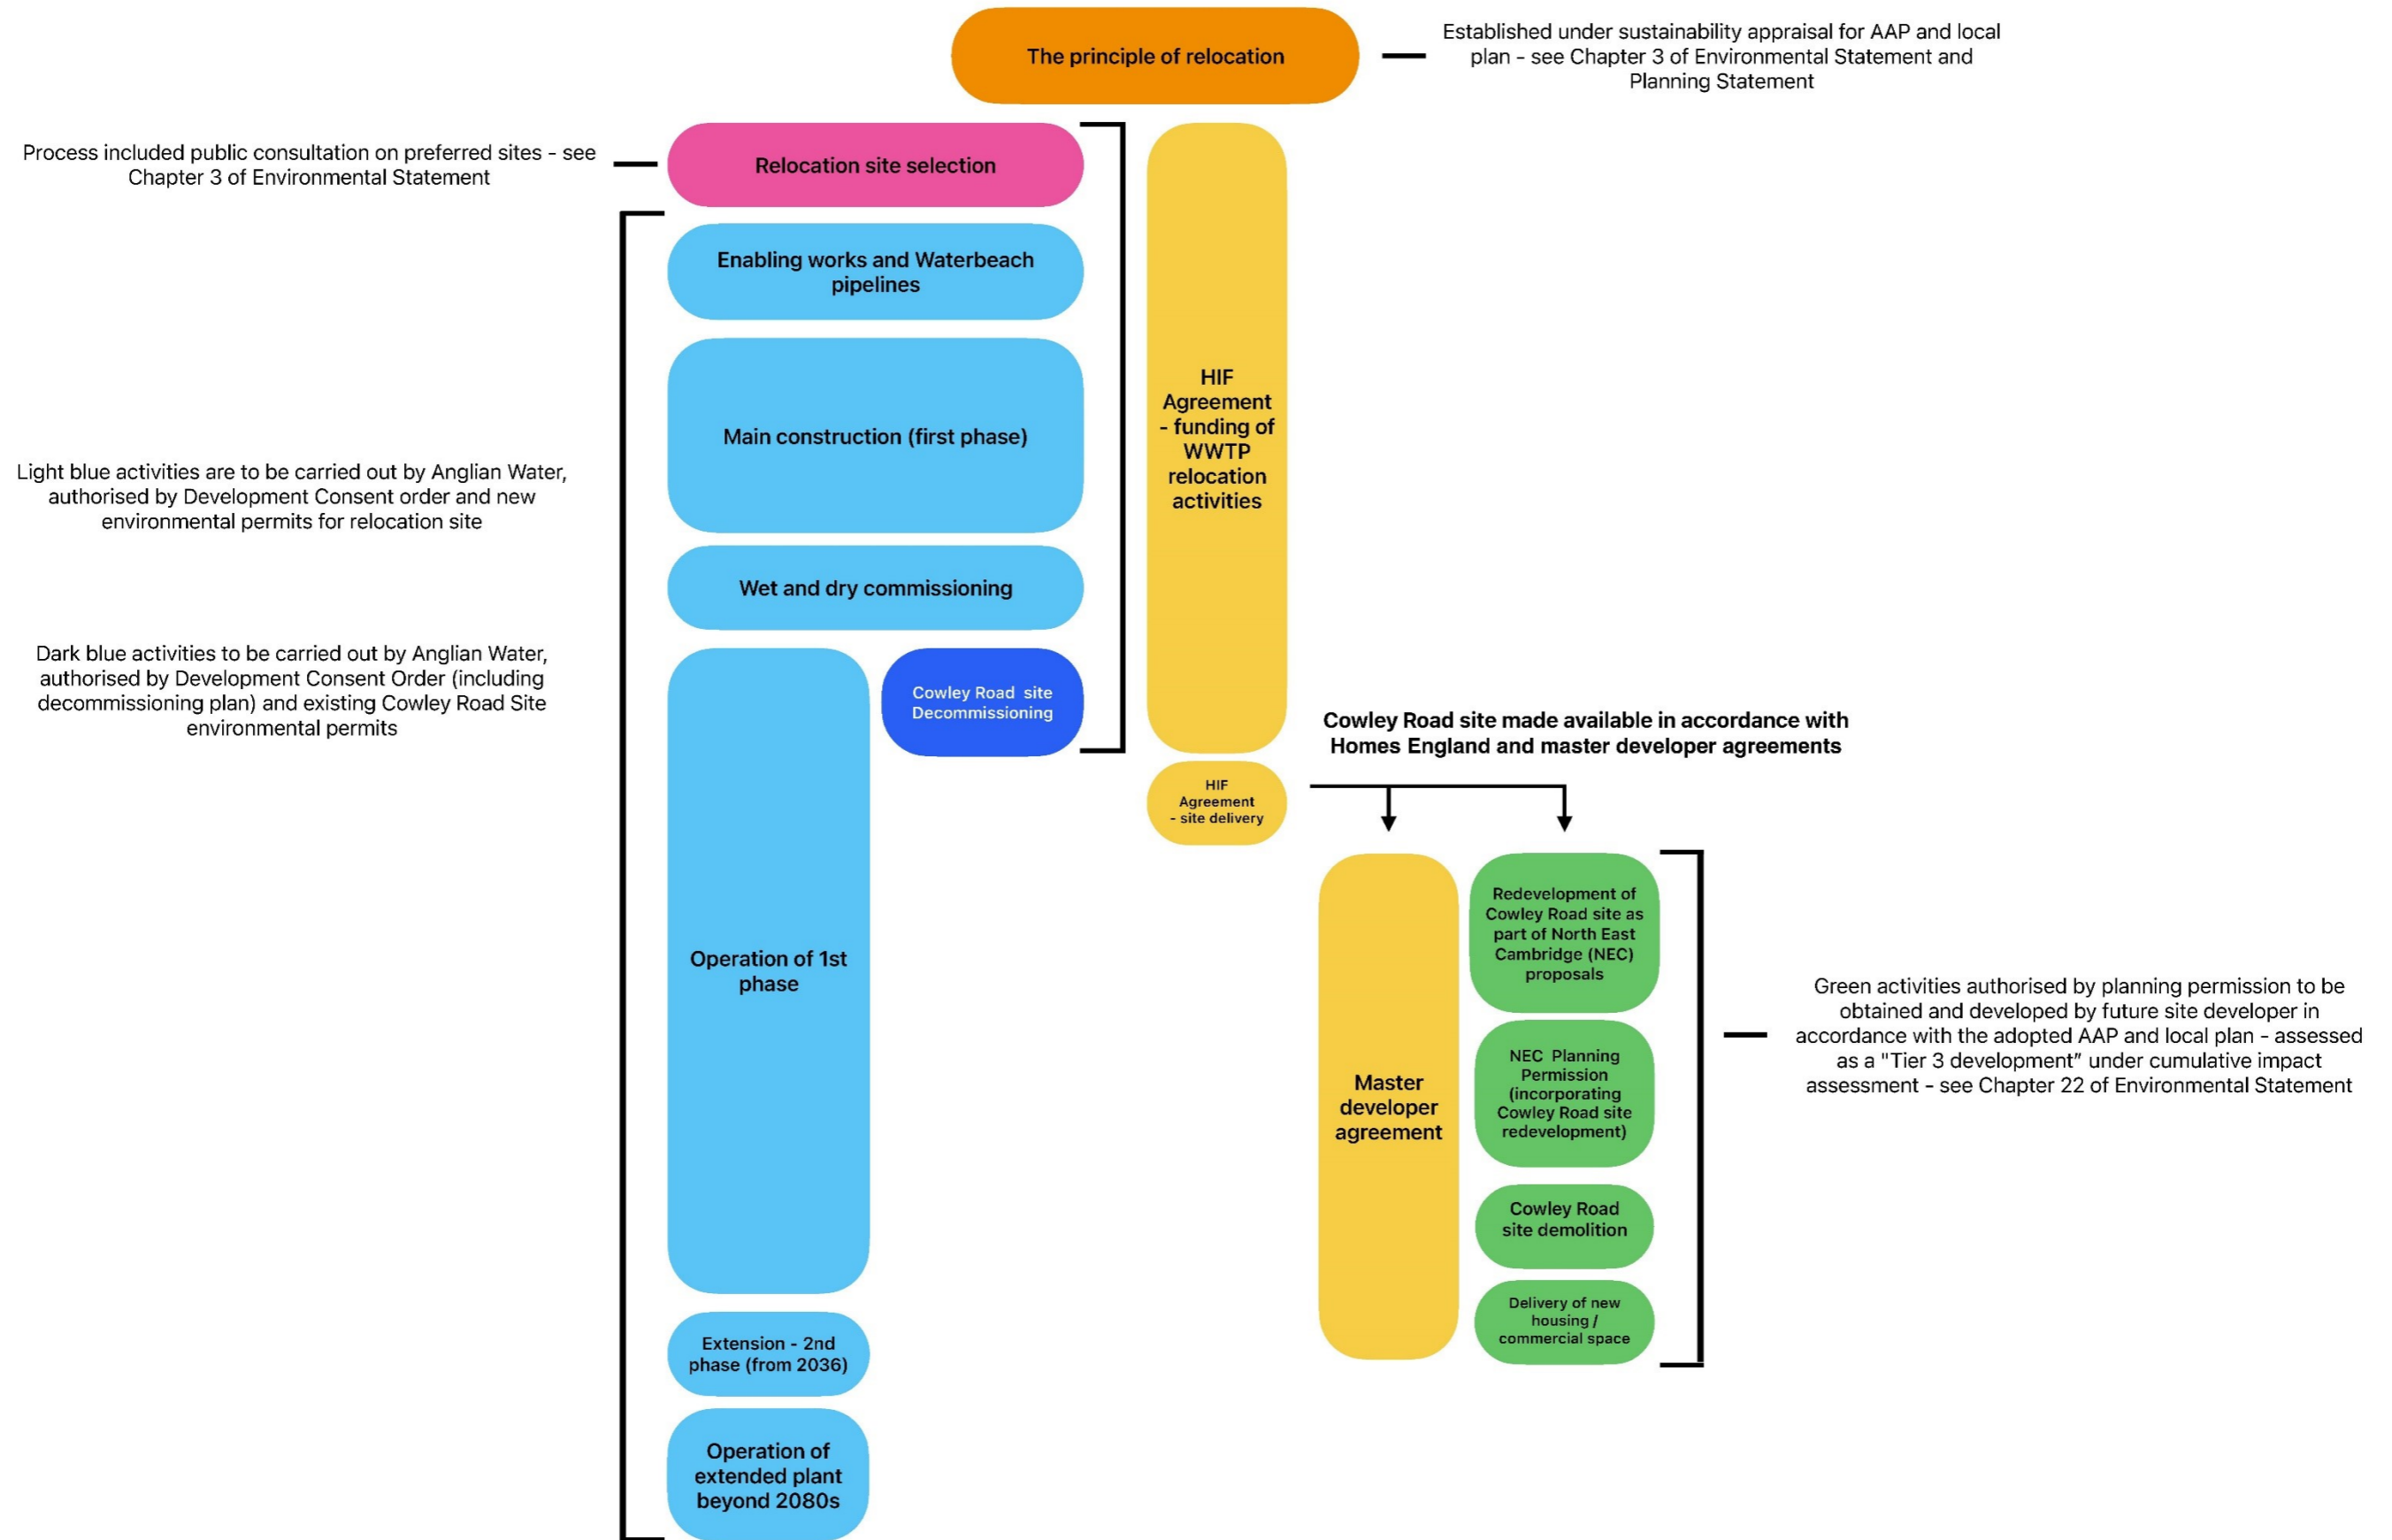 The principle of relocation
Established under sustainability appraisal for AAP and local
plan - see Chapter 3 of Environmental Statement and
Planning Statement
Process included public consultation on preferred sites - see
Chapter 3 of Environmental Statement
Relocation site selection
Enabling works and Waterbeach
pipelines
Main construction (first phase)
HIF
Agreement
- funding of
WWTP
relocation
activities
Light blue activities are to be carried out by Anglian Water,
authorised by Development Consent order and new
environmental permits for relocation site
Wet and dry commissioning
Dark blue activities to be carried out by Anglian Water,
authorised by Development Consent Order (including
decommissioning plan) and existing Cowley Road Site
environmental permits
Cowley Road site
Decommissioning
Cowley Road site made available in accordance with
Homes England and master developer agreements
HIF
Agreement
- site delivery
Operation of 1st
phase
Master
developer
agreement
Redevelopment of
Cowley Road site as
part of North East
Cambridge (NEC)
proposals
NEC Planning
Permission
(incorporating
Cowley Road site
redevelopment)
Cowley Road
site demolition
Delivery of new
housing /
commercial space
Green activities authorised by planning permission to be
obtained and developed by future site developer in
accordance with the adopted AAP and local plan - assessed
as a "Tier 3 development" under cumulative impact
assessment - see Chapter 22 of Environmental Statement
Extension - 2nd
phase (from 2036)
Operation of
extended plant
beyond 2080s